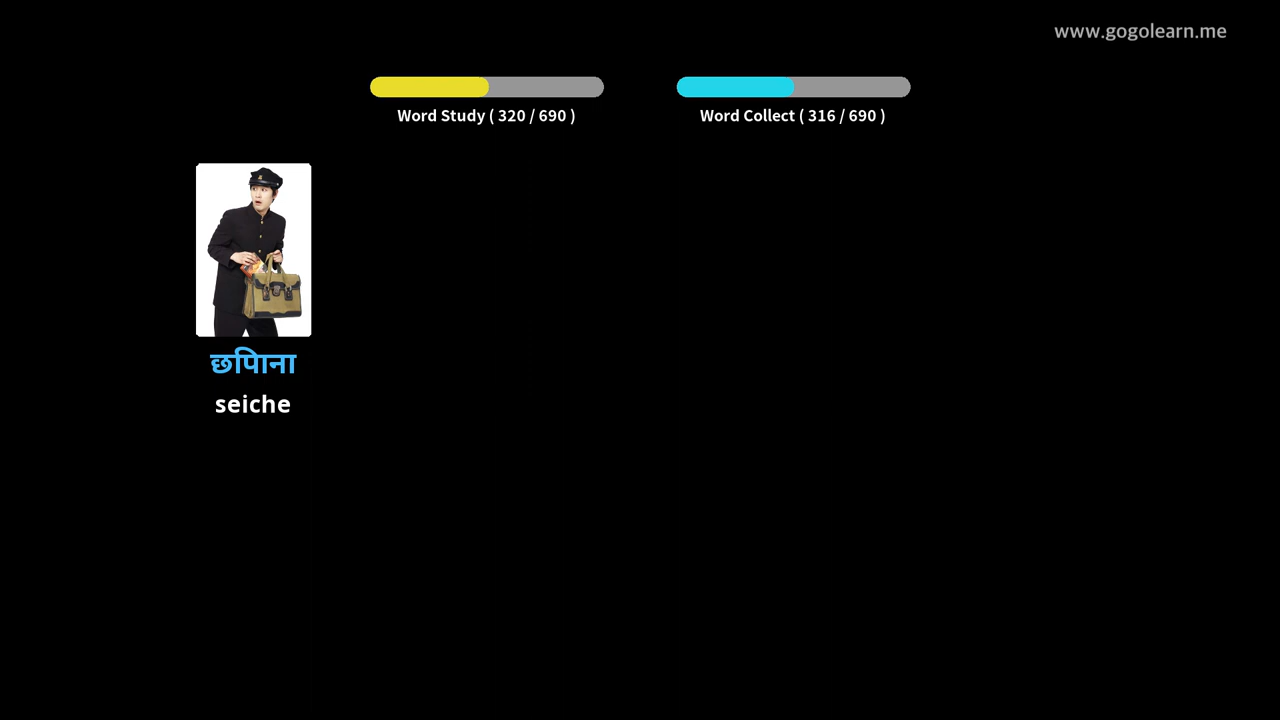 www.gogolearn.me
Word Study ( 320 / 690 )
Word Collect ( 316 / 690 )
छिपाना
seiche